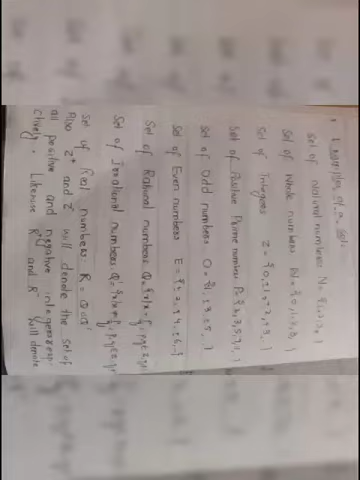 Examples of a set:
Set of Natural numbers N = {1, 2, 3, }
Set of Whole numbers W = {0, 1, 2, 3, }
Set of Integers Z = {0, ±1, ±2, ±3, .. }
Set of Positive Prime numbers P = {2, 3, 5, 7, 11, }
Set of Odd numbers O = {±1, ±3, ±5, .. }
Set of Even numbers E = { ±2, ±4, ±6, .. }
Set of Rational numbers
Set of Irrational numbers
Set of Real numbers R = Q ∪ Q'
Also Z⁺ and Z⁻ will denote the set of
all positive and negative integers resp-
ectively. Likewise R⁺ and R⁻ will denote